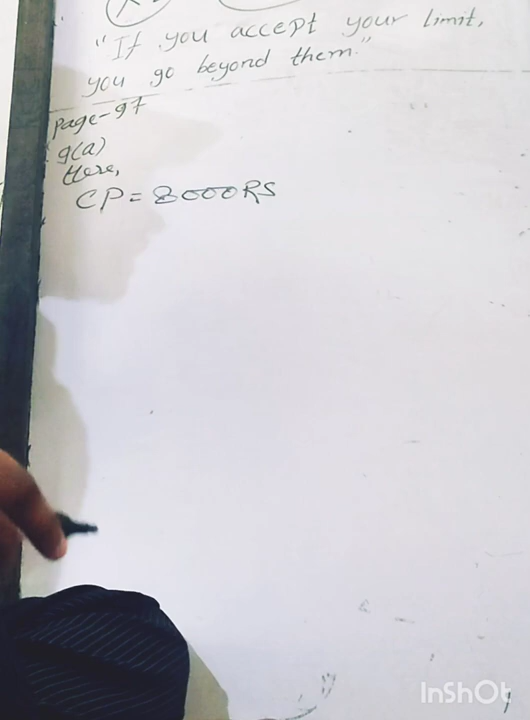 "If you accept your limit,
you go beyond them."
Page-97
9(a)
Here,
CP = 8000RS
InShOt